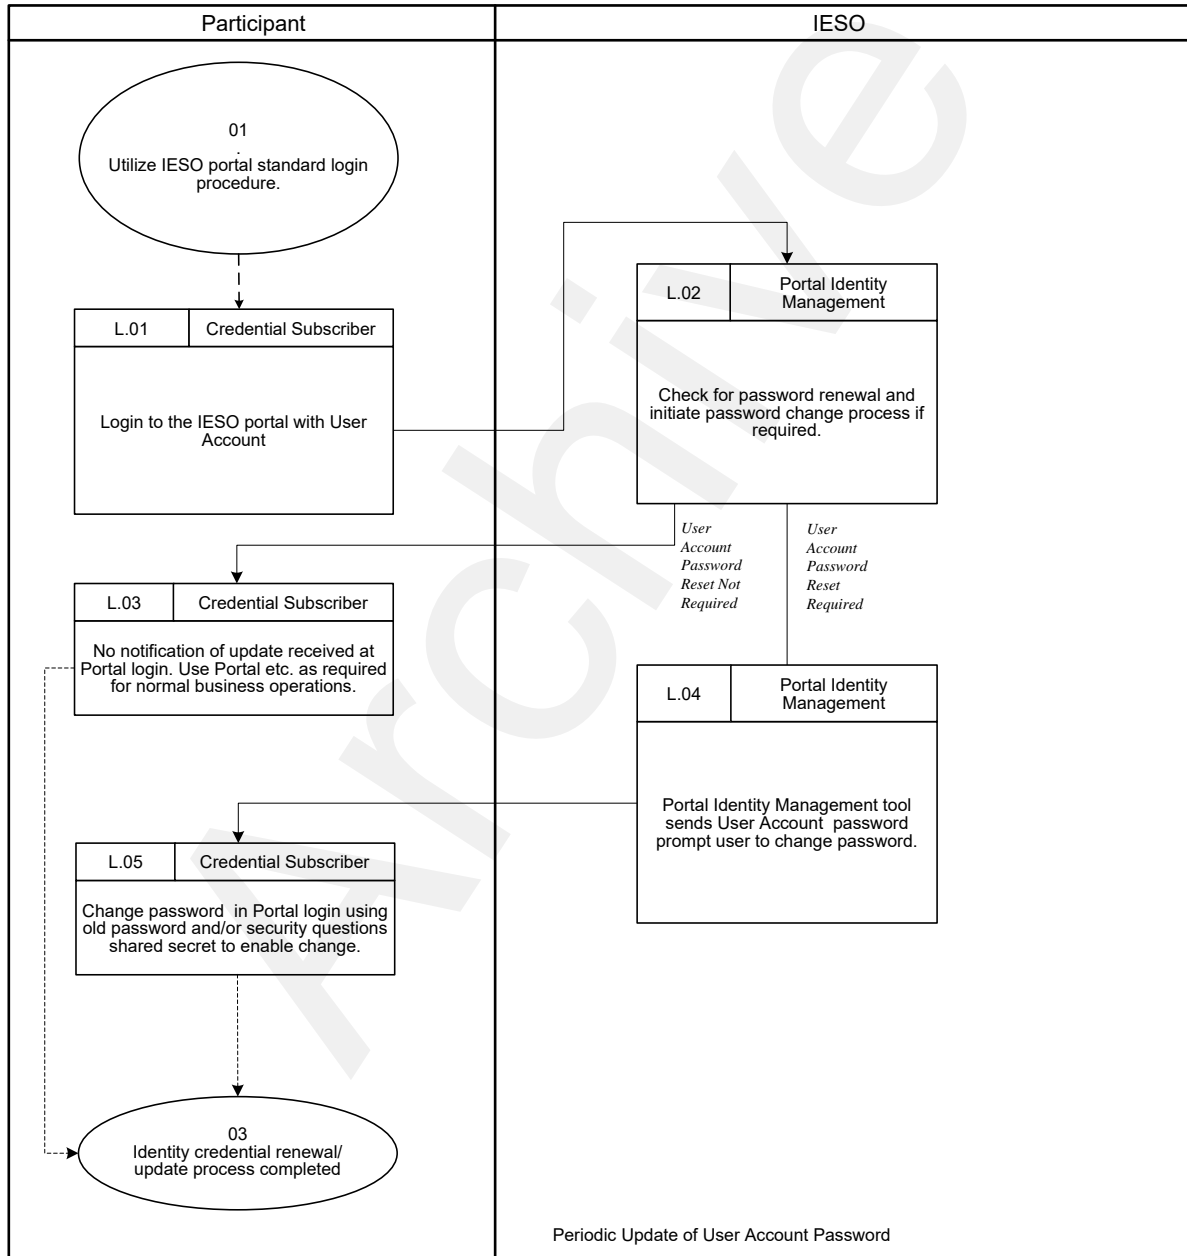 Participant
IESO
01
.
Utilize IESO portal standard login
procedure.
L.01
Credential Subscriber
Login to the IESO portal with User
Account
L.02
Portal Identity
Management
Check for password renewal and
initiate password change process if
required.
User
Account
Password
Reset Not
Required
User
Account
Password
Reset
Required
L.03
Credential Subscriber
No notification of update received at
Portal login. Use Portal etc. as required
for normal business operations.
L.04
Portal Identity
Management
Portal Identity Management tool
sends User Account  password
prompt user to change password.
L.05
Credential Subscriber
Change password  in Portal login using
old password and/or security questions
shared secret to enable change.
03
Identity credential renewal/
update process completed
Periodic Update of User Account Password
Archive